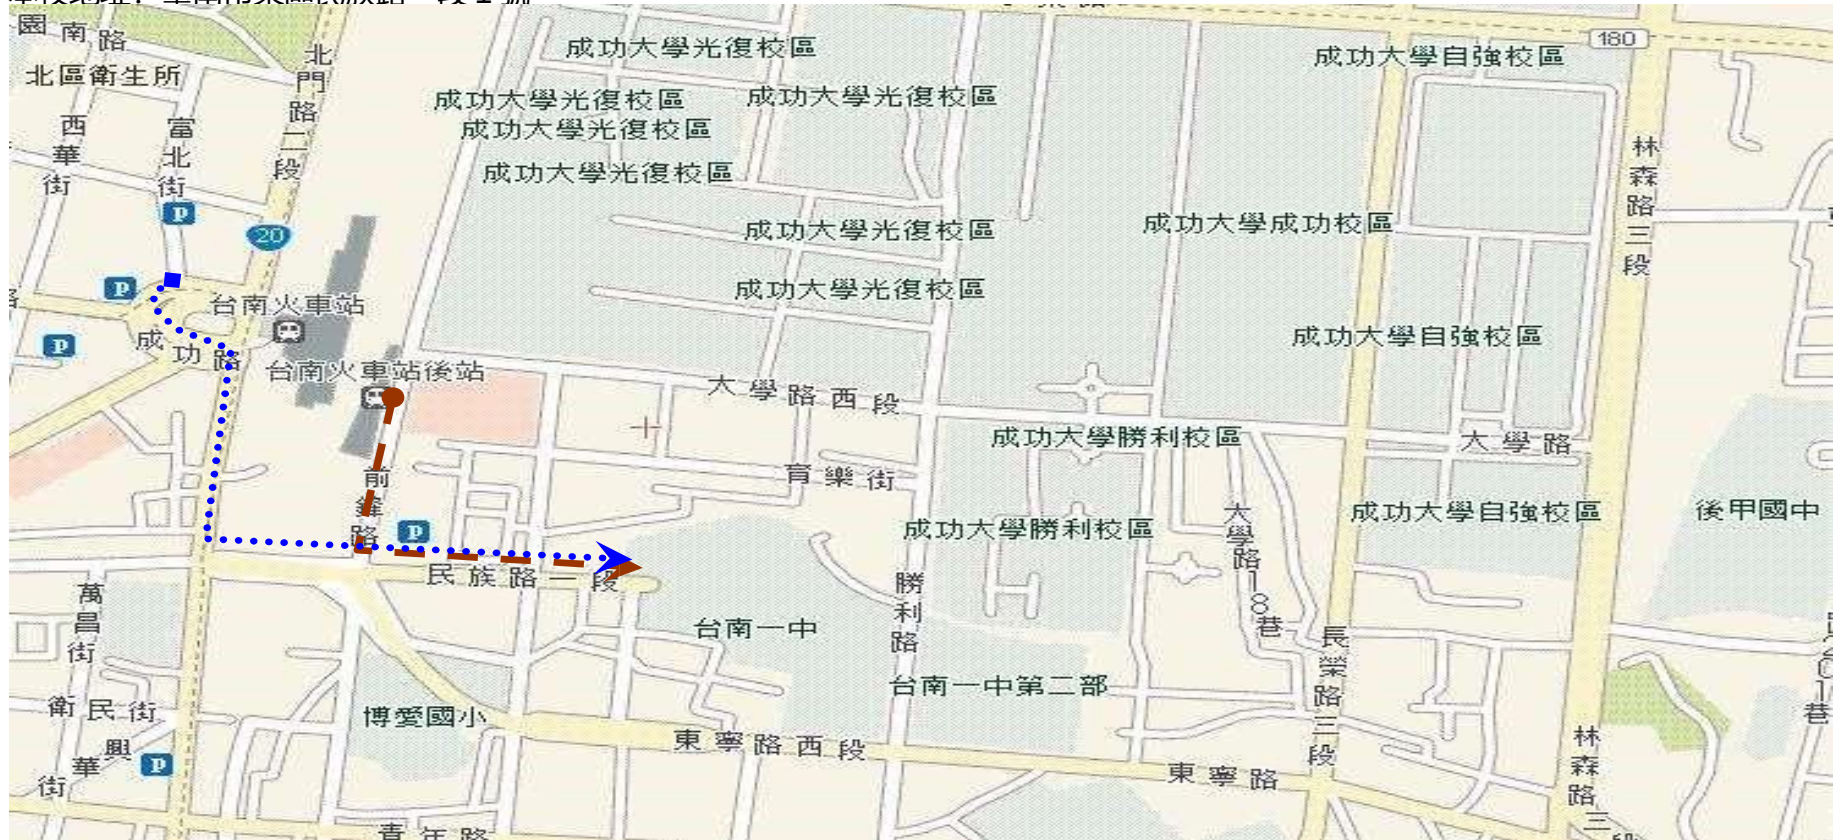 園南路
成功大學光復校區
180
成功大學自強校區
北門路二段
北區衛生所
成功大學光復校區
成功大學光復校區
成功大學光復校區
西華街
富北街
林森路三段
成功大學光復校區
P
20
成功大學光復校區
成功大學成功校區
P
台南火車站
成功大學光復校區
P
成功路
成功大學自強校區
台南火車站後站
大學路西段
成功大學勝利校區
大學路
前鋒路
育樂街
P
成功大學勝利校區
大學路18巷
成功大學自強校區
後甲國中
民族路一段
萬昌街
勝利路
台南一中
長榮路三段
台南一中第二部
衛民街
博愛國小
東寧路西段
P
華興街
東寧路
林森路二
青年路